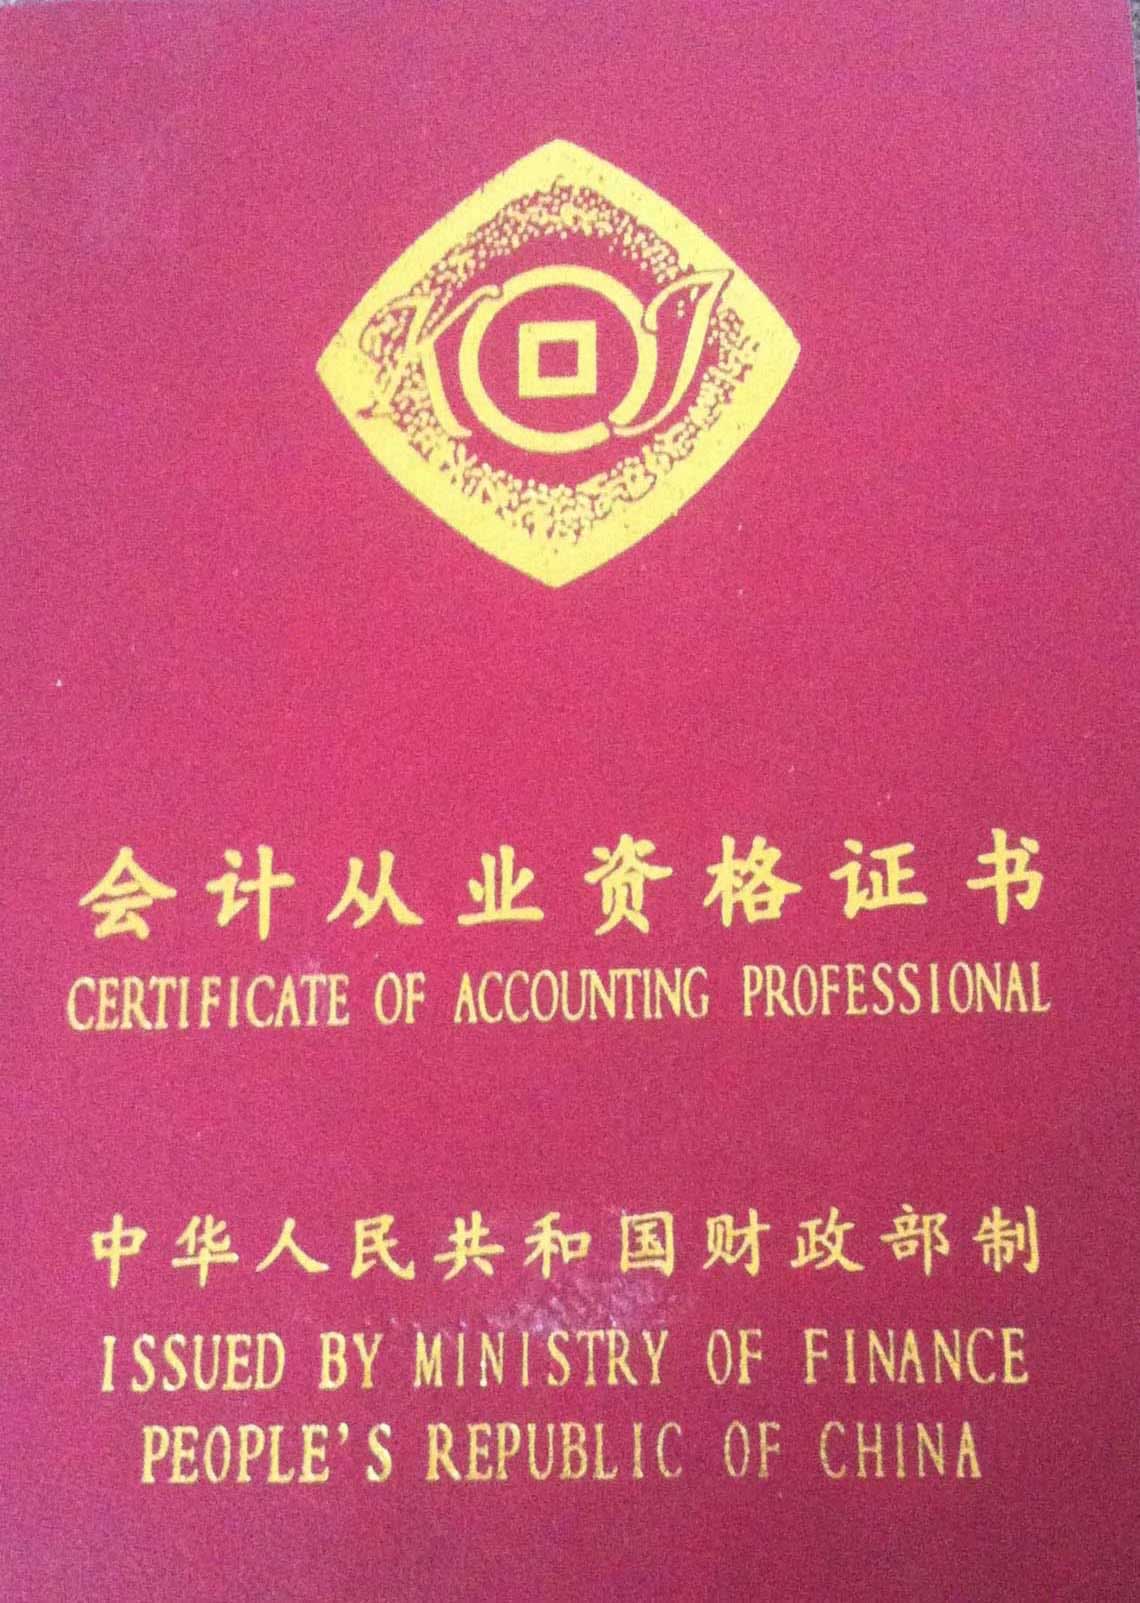 KJ
会计从业资格证书
CERTIFICATE OF ACCOUNTING PROFESSIONAL
中华人民共和国财政部制
ISSUED BY MINISTRY OF FINANCE
PEOPLE'S REPUBLIC OF CHINA